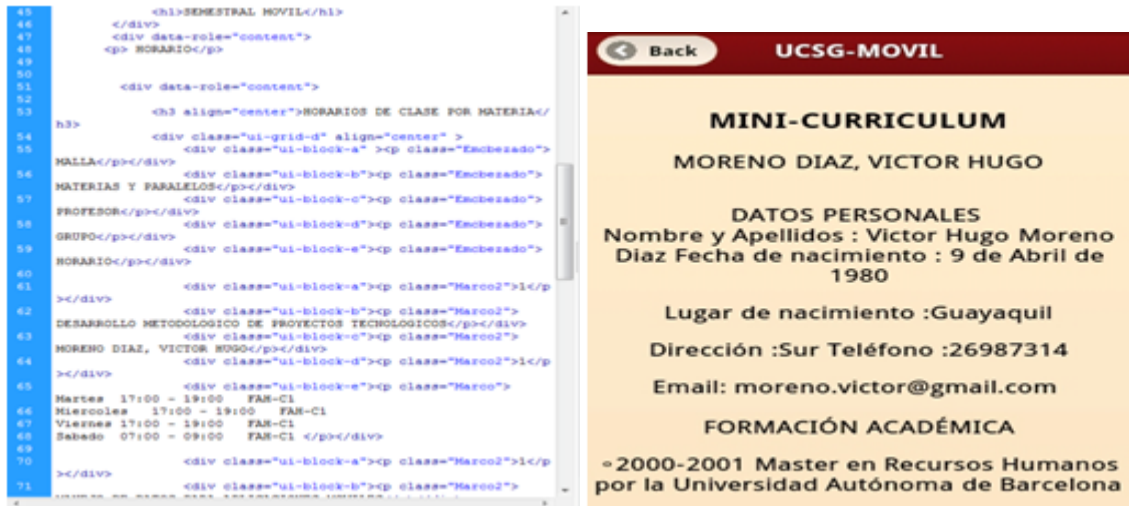 45 <h1>SEMESTRAL MOVIL</h1>
46 </div>
47 <div data-role="content">
48 <p> HORARIO</p>
49
50
51 <div data-role="content">
52
53 <h3 align="center">HORARIOS DE CLASE POR MATERIA</
h3>
54 <div class="ui-grid-d" align="center" >
55 <div class="ui-block-a" ><p class="Encbezado">
MALLA</p></div>
56 <div class="ui-block-b"><p class="Encbezado">
MATERIAS Y PARALELOS</p></div>
57 <div class="ui-block-c"><p class="Encbezado">
PROFESOR</p></div>
58 <div class="ui-block-d"><p class="Encbezado">
GRUPO</p></div>
59 <div class="ui-block-e"><p class="Encbezado">
HORARIO</p></div>
60
61 <div class="ui-block-a"><p class="Marco2">1</p
></div>
62 <div class="ui-block-b"><p class="Marco2">
DESARROLLO METODOLOGICO DE PROYECTOS TECNOLOGICOS</p></div>
63 <div class="ui-block-c"><p class="Marco2">
MORENO DIAZ, VICTOR HUGO</p></div>
64 <div class="ui-block-d"><p class="Marco2">1</p
></div>
65 <div class="ui-block-e"><p class="Marco">
Martes 17:00 - 19:00 FAH-C1
66 Miercoles 17:00 - 19:00 FAH-C1
67 Viernes 17:00 - 19:00 FAH-C1
68 Sabado 07:00 - 09:00 FAH-C1 </p></div>
69
70 <div class="ui-block-a"><p class="Marco2">1</p
></div>
71 <div class="ui-block-b"><p class="Marco2">
Back UCSG-MOVIL
MINI-CURRICULUM
MORENO DIAZ, VICTOR HUGO
DATOS PERSONALES
Nombre y Apellidos : Victor Hugo Moreno
Diaz Fecha de nacimiento : 9 de Abril de
1980
Lugar de nacimiento :Guayaquil
Dirección :Sur Teléfono :26987314
Email: moreno.victor@gmail.com
FORMACIÓN ACADÉMICA
∘2000-2001 Master en Recursos Humanos
por la Universidad Autónoma de Barcelona